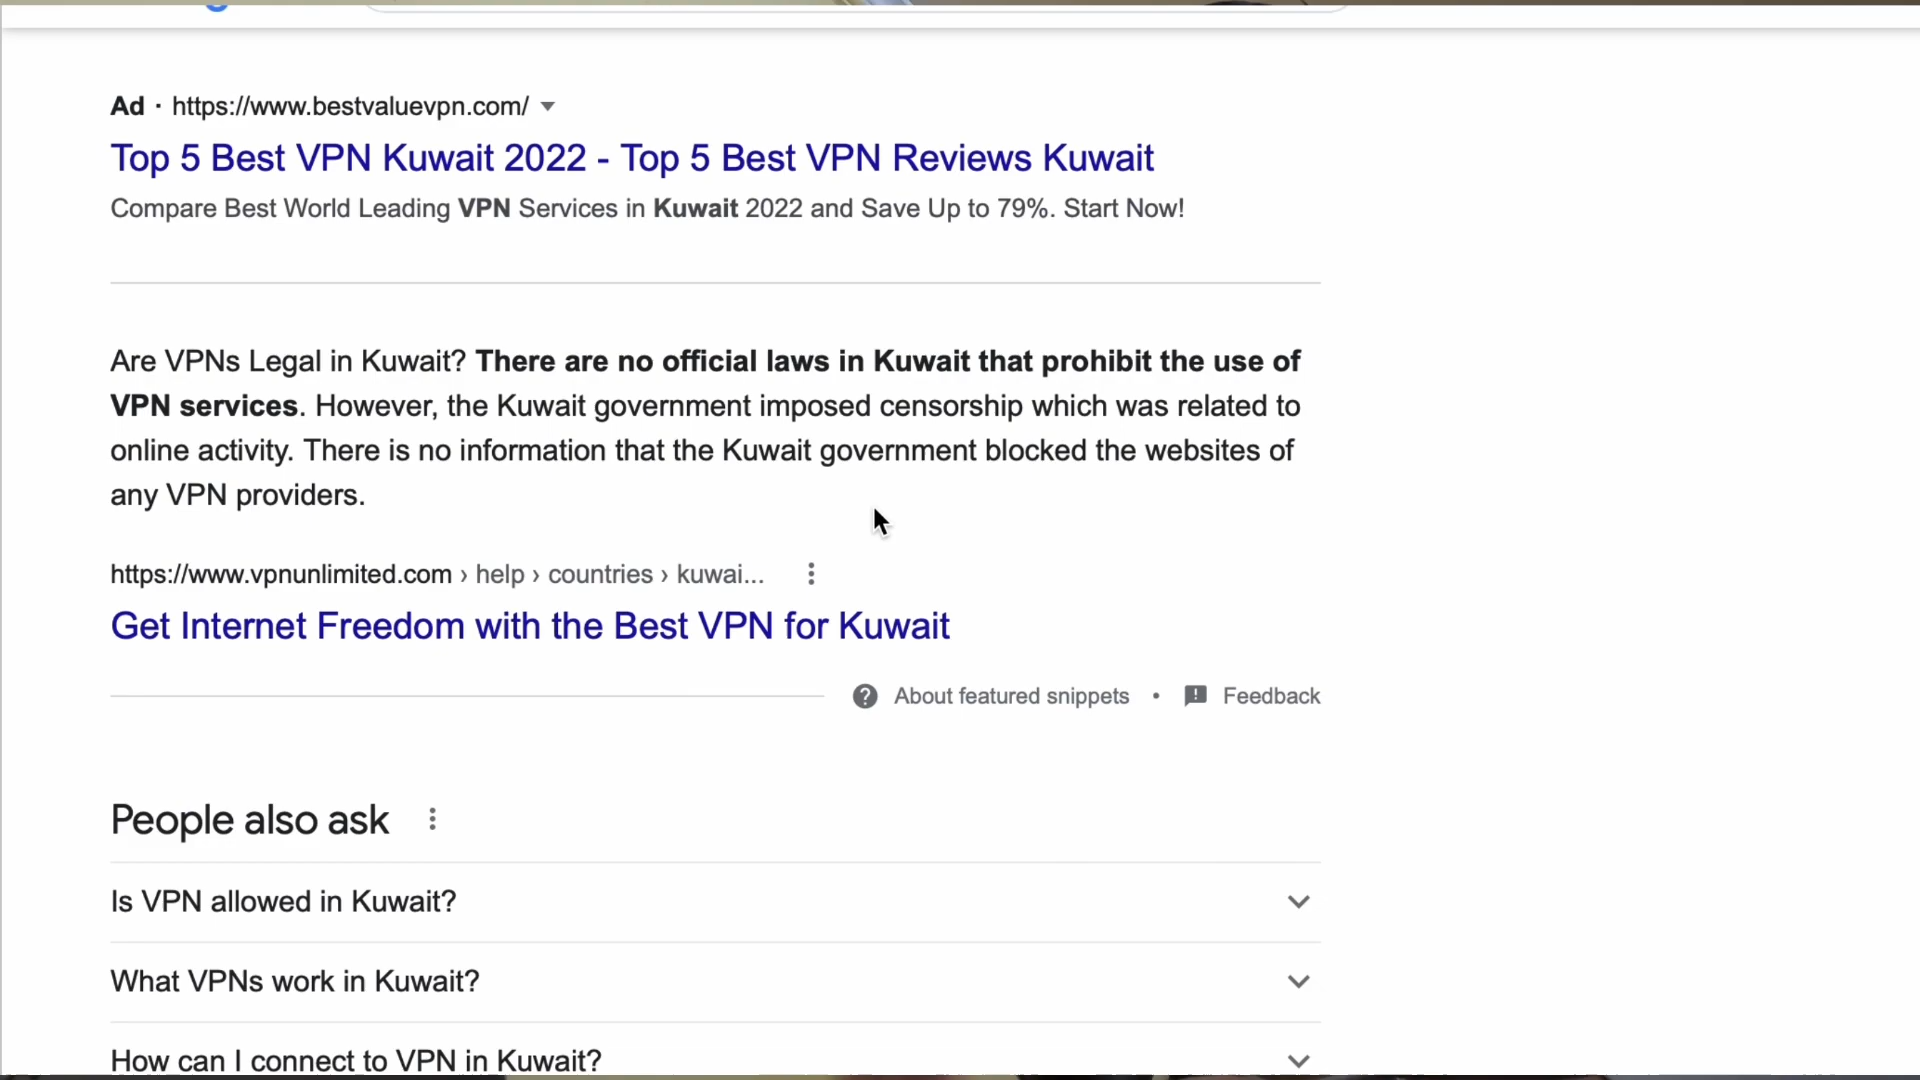 Ad · https://www.bestvaluevpn.com/
Top 5 Best VPN Kuwait 2022 - Top 5 Best VPN Reviews Kuwait
Compare Best World Leading VPN Services in Kuwait 2022 and Save Up to 79%. Start Now!
Are VPNs Legal in Kuwait? There are no official laws in Kuwait that prohibit the use of
VPN services. However, the Kuwait government imposed censorship which was related to
online activity. There is no information that the Kuwait government blocked the websites of
any VPN providers.
https://www.vpnunlimited.com › help › countries › kuwai...
Get Internet Freedom with the Best VPN for Kuwait
About featured snippets • Feedback
People also ask
Is VPN allowed in Kuwait?
What VPNs work in Kuwait?
How can I connect to VPN in Kuwait?